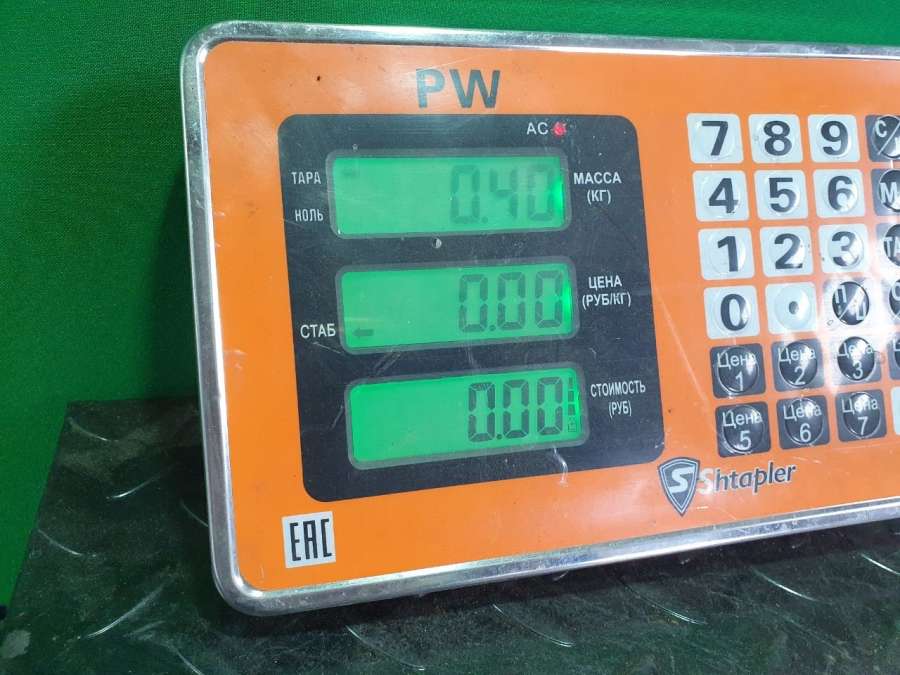 PW
AC
ТАРА
НОЛЬ
0.40
МАССА
(КГ)
СТАБ
0.00
ЦЕНА
(РУБ/КГ)
0.00
СТОИМОСТЬ
(РУБ)
7 8 9 C
4 5 6
1 2 3
0 .
Цена 1
Цена 2
Цена 3
Цена 5
Цена 6
Цена 7
S Shtapler
EAC